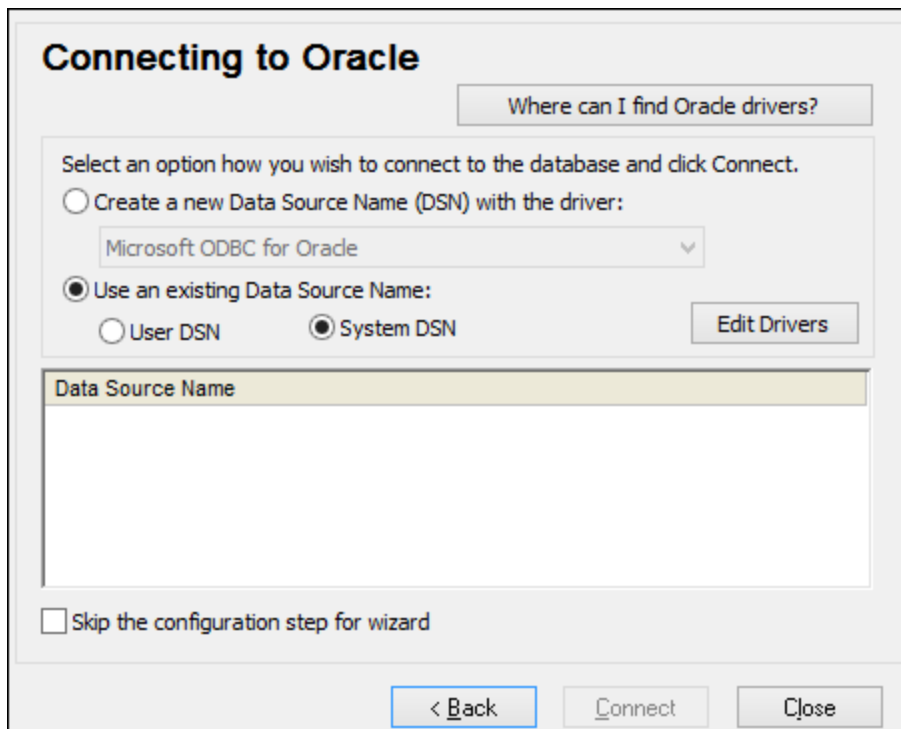 Connecting to Oracle
Where can I find Oracle drivers?
Select an option how you wish to connect to the database and click Connect.
Create a new Data Source Name (DSN) with the driver:
Microsoft ODBC for Oracle
Use an existing Data Source Name:
User DSN System DSN Edit Drivers
Data Source Name
Skip the configuration step for wizard
< Back Connect Close